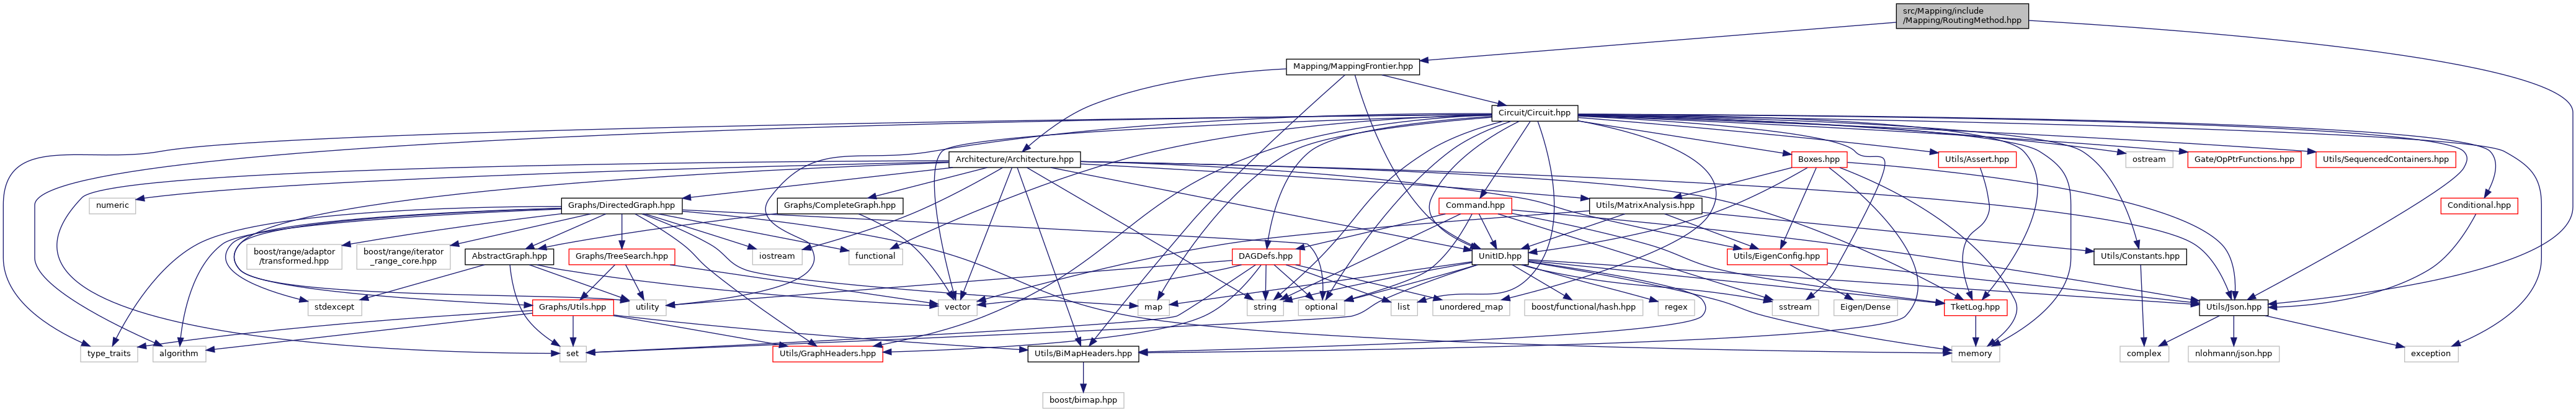 src/Mapping/include
/Mapping/RoutingMethod.hpp
Mapping/MappingFrontier.hpp
Circuit/Circuit.hpp
Architecture/Architecture.hpp
Boxes.hpp
Utils/Assert.hpp
ostream
Gate/OpPtrFunctions.hpp
Utils/SequencedContainers.hpp
numeric
Graphs/DirectedGraph.hpp
Graphs/CompleteGraph.hpp
Command.hpp
Utils/MatrixAnalysis.hpp
Conditional.hpp
boost/range/adaptor
/transformed.hpp
boost/range/iterator
_range_core.hpp
AbstractGraph.hpp
Graphs/TreeSearch.hpp
iostream
functional
DAGDefs.hpp
UnitID.hpp
Utils/EigenConfig.hpp
Utils/Constants.hpp
stdexcept
Graphs/Utils.hpp
utility
vector
map
string
optional
list
unordered_map
boost/functional/hash.hpp
regex
sstream
Eigen/Dense
TketLog.hpp
Utils/Json.hpp
type_traits
algorithm
set
Utils/GraphHeaders.hpp
Utils/BiMapHeaders.hpp
memory
complex
nlohmann/json.hpp
exception
boost/bimap.hpp